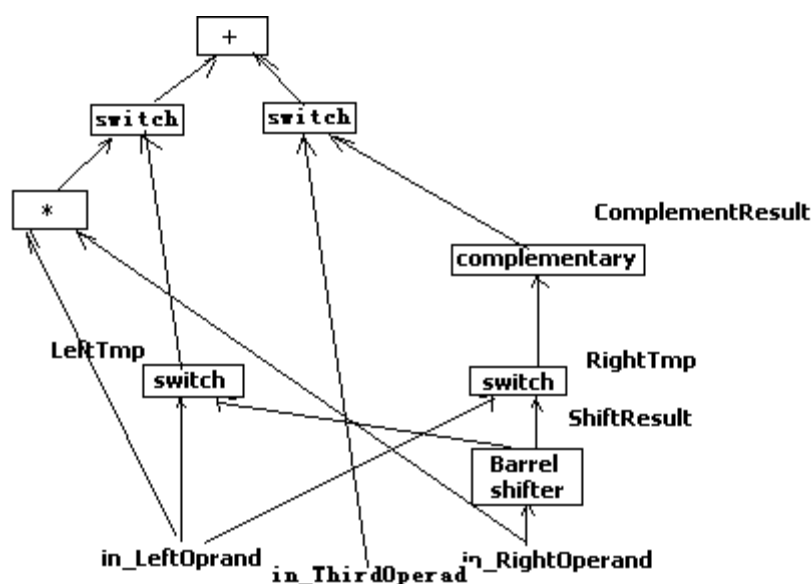 +
switch
switch
*
ComplementResult
complementary
LeftTmp
RightTmp
switch
switch
ShiftResult
Barrel
shifter
in_LeftOprand
in_RightOperand
in_ThirdOperad